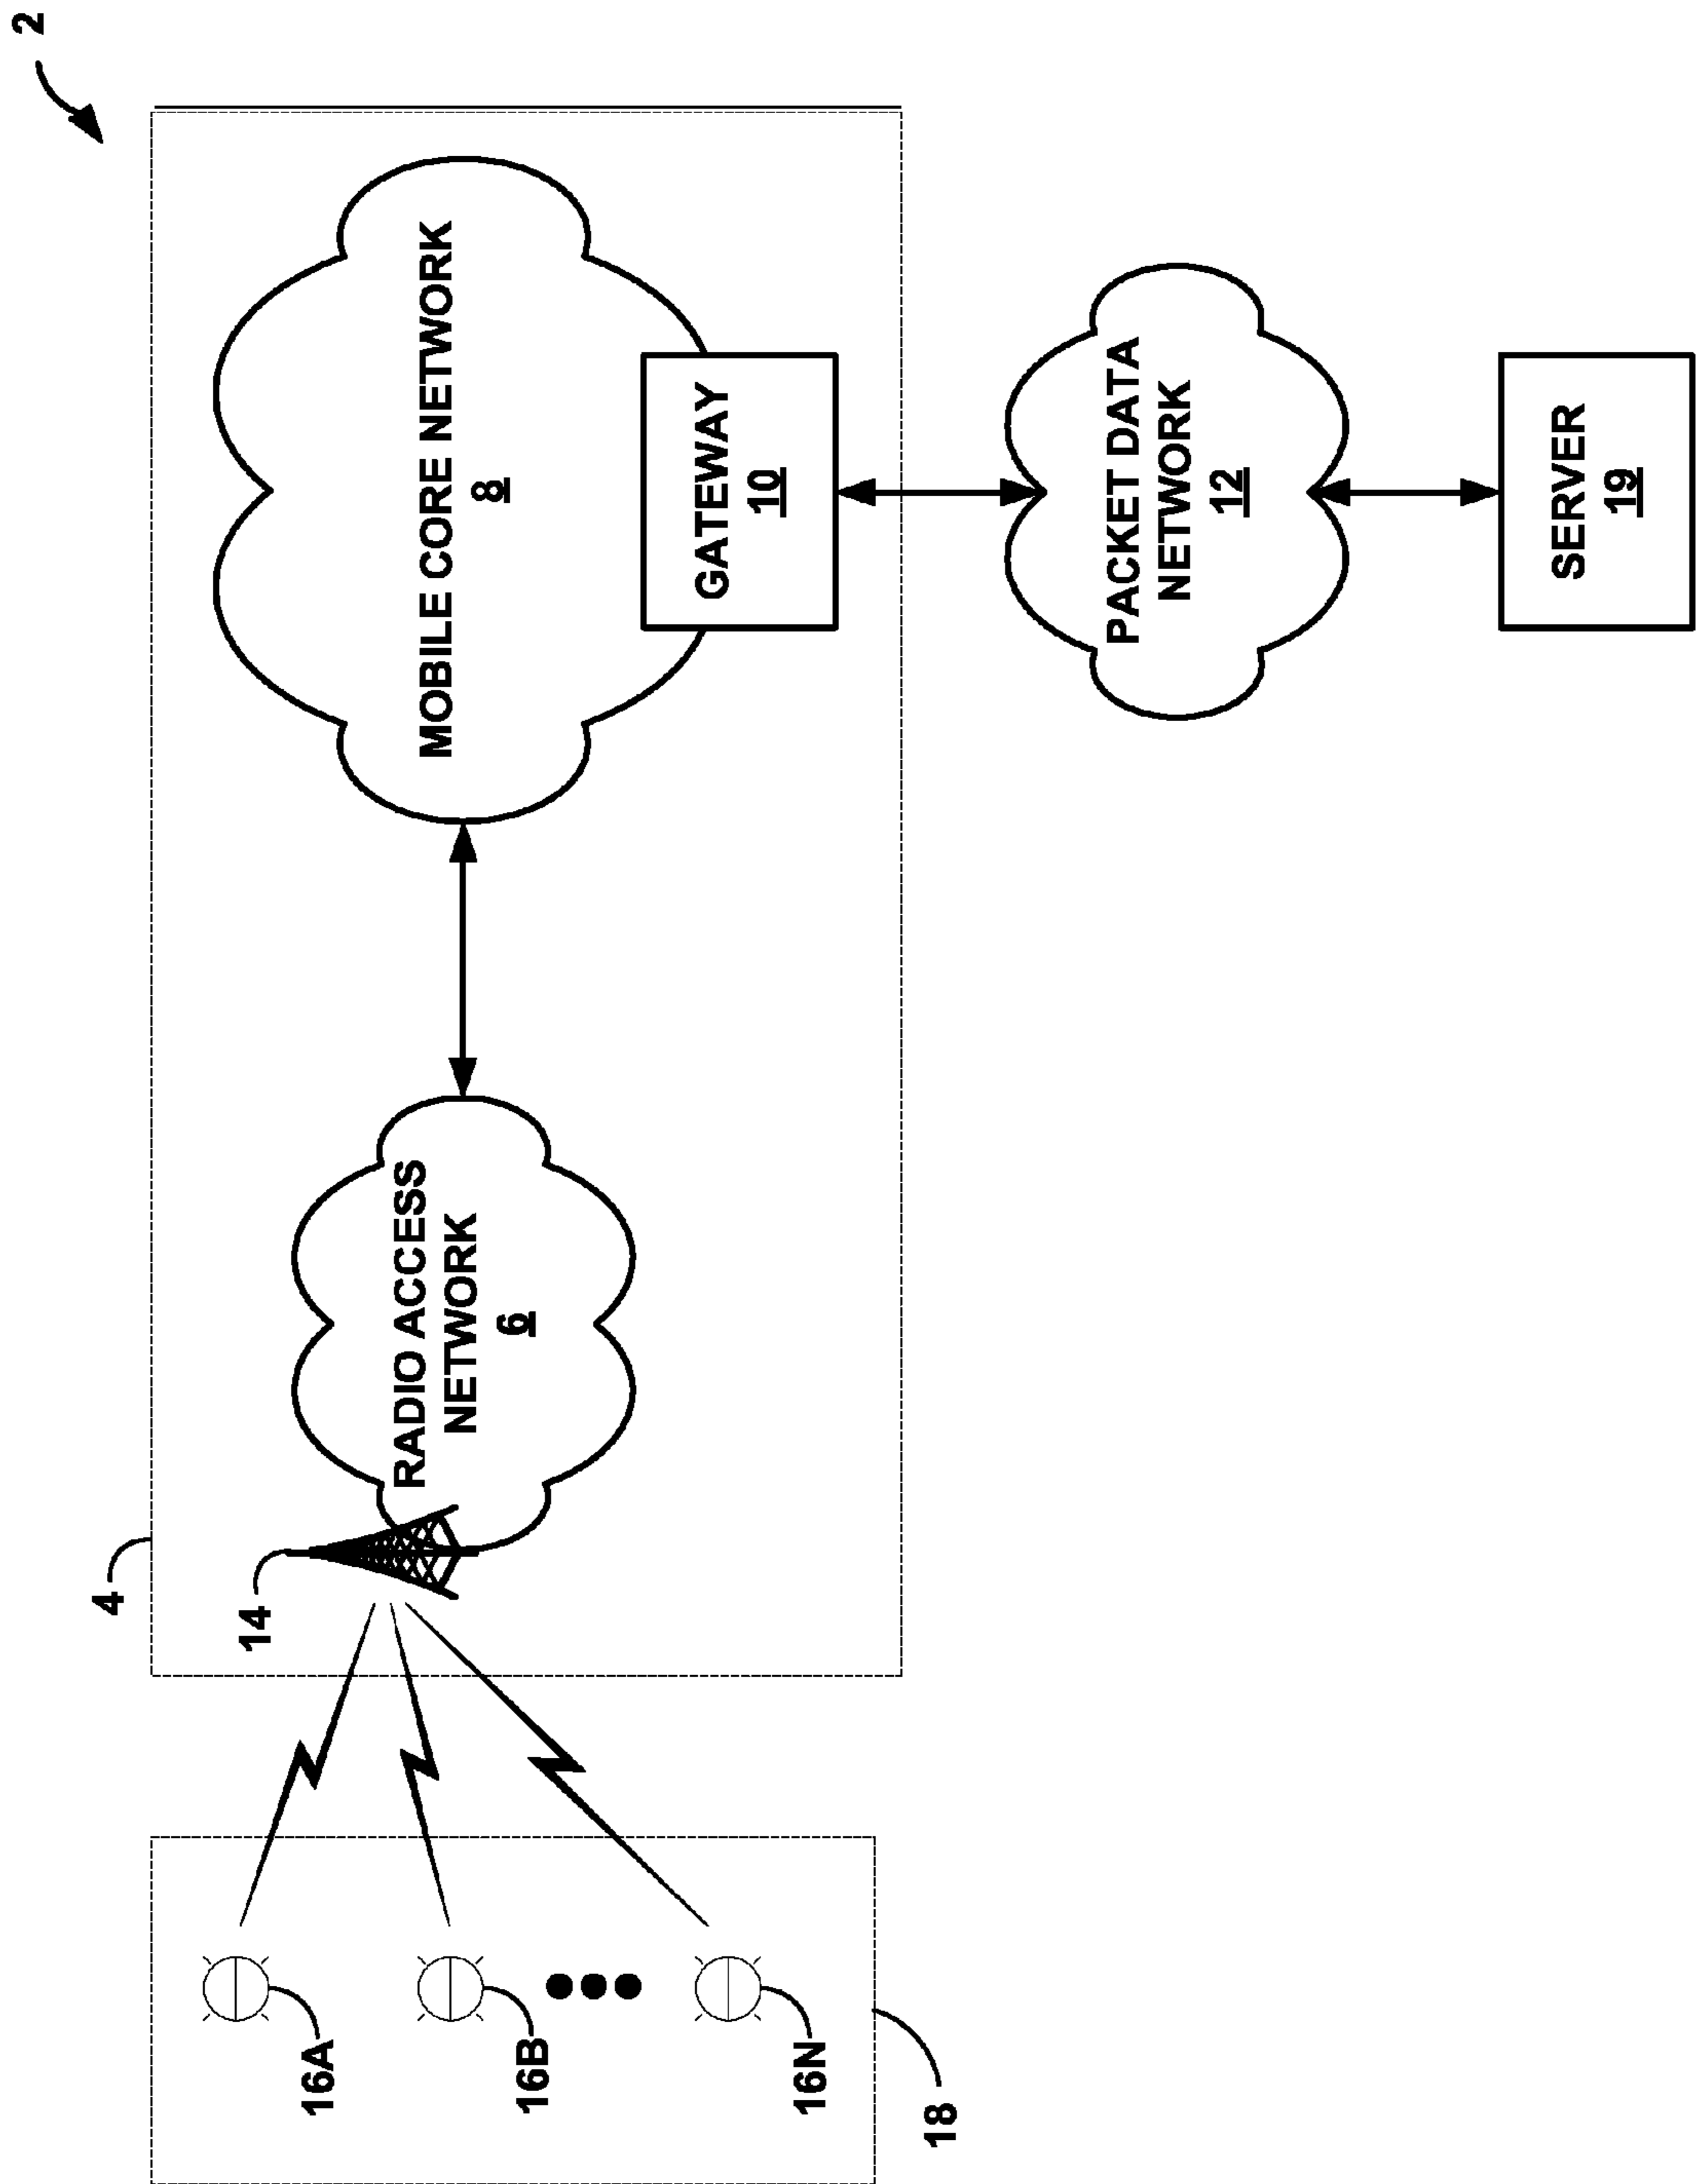 2
4
14
RADIO ACCESS
NETWORK
6
MOBILE CORE NETWORK
8
GATEWAY
10
PACKET DATA
NETWORK
12
SERVER
19
16A
16B
16N
18